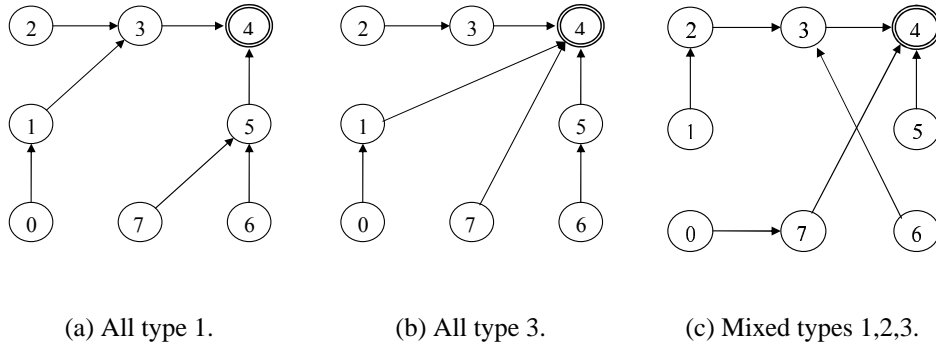 2 3 4 2 3 4 2 3 4
1 5 1 5 1 5
0 7 6 0 7 6 0 7 6
(a) All type 1. (b) All type 3. (c) Mixed types 1,2,3.